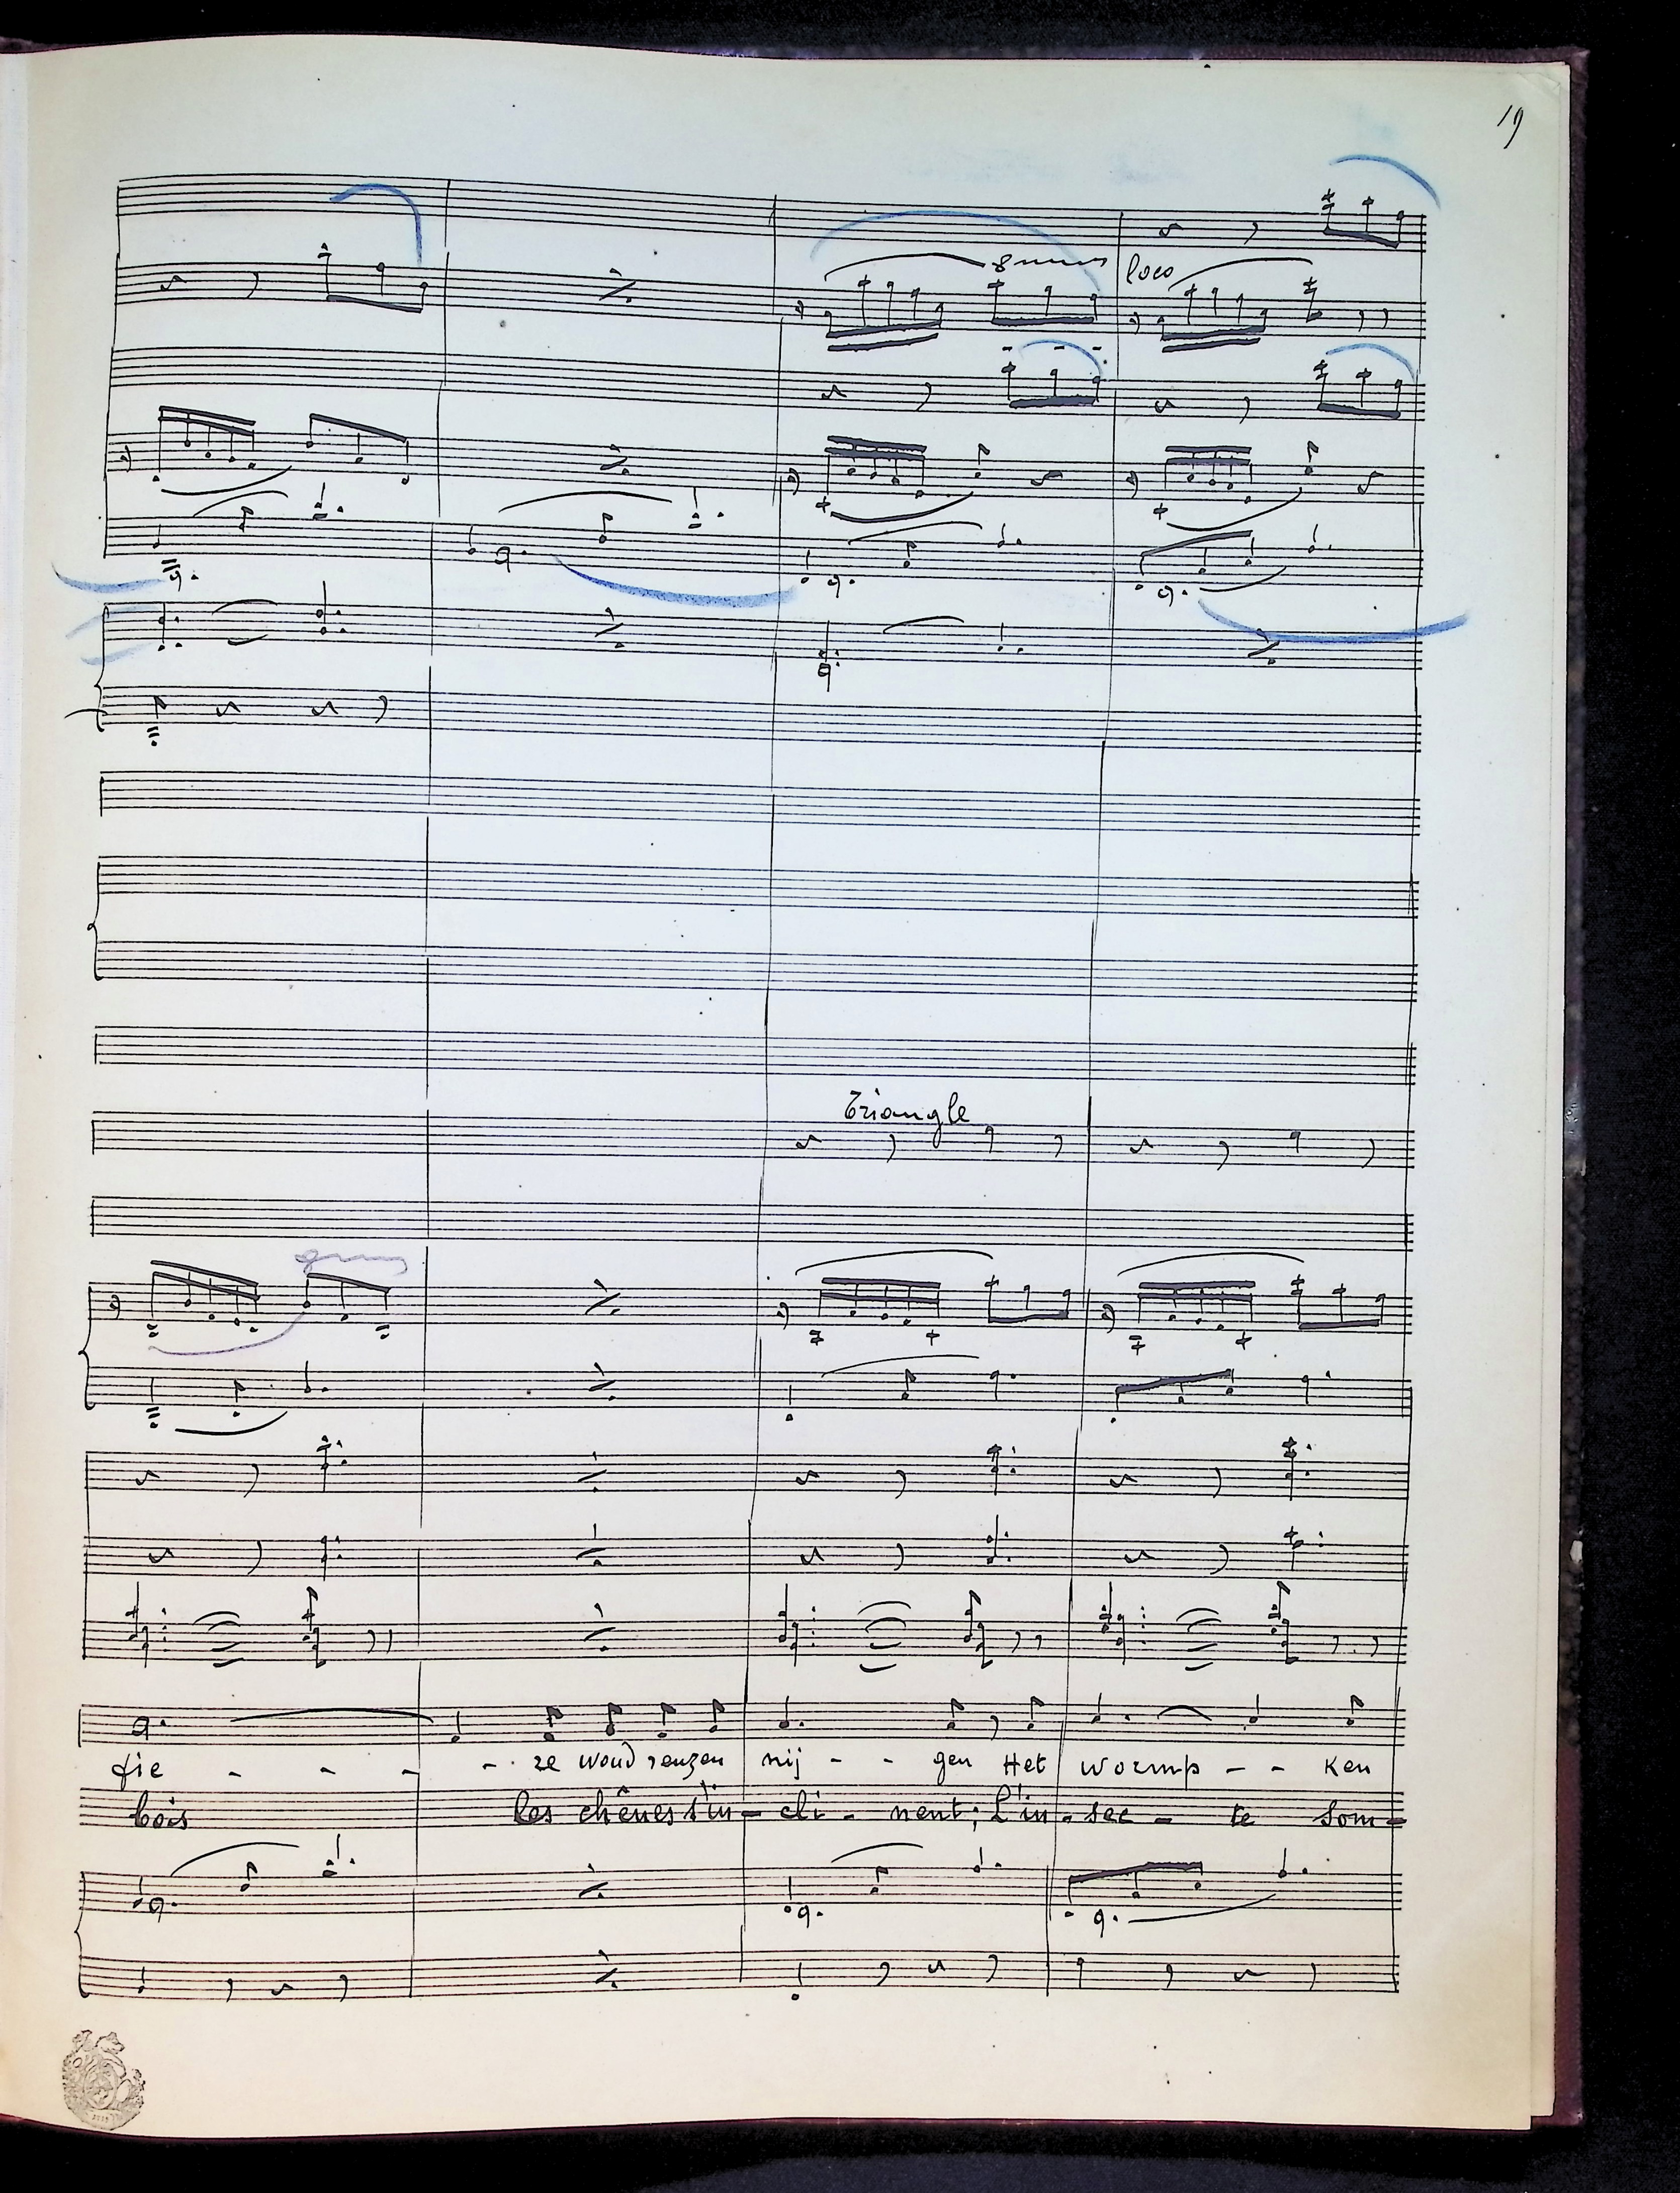 19
8 loco
Triangle
8
fie - - - - ze woud reuzen nij - - gen Het wormp - - ken
bois les chênes s'in - cli - nent; L'in - sec - te Som -